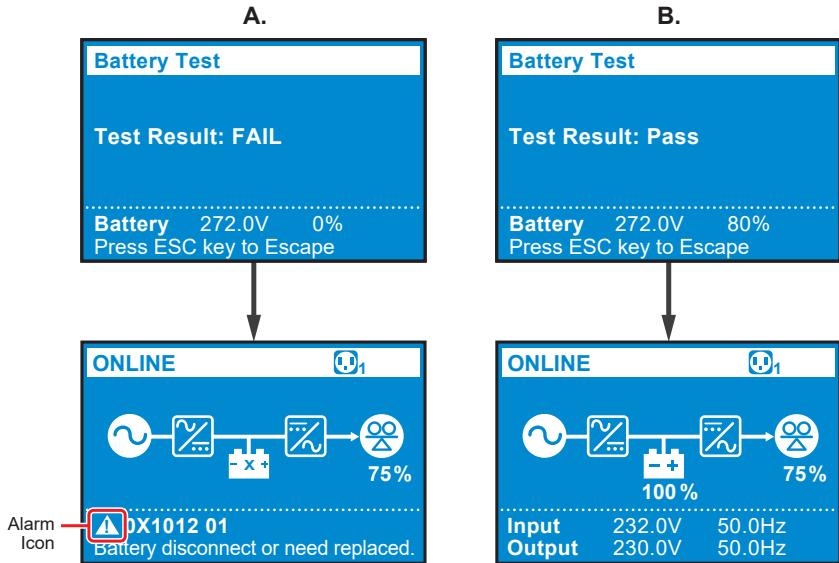 A.
Battery Test
Test Result: FAIL
Battery 272.0V 0%
Press ESC key to Escape
ONLINE 1
- x +
75%
Alarm
Icon
0X1012 01
Battery disconnect or need replaced.
B.
Battery Test
Test Result: Pass
Battery 272.0V 80%
Press ESC key to Escape
ONLINE 1
- +
100 %
75%
Input 232.0V 50.0Hz
Output 230.0V 50.0Hz